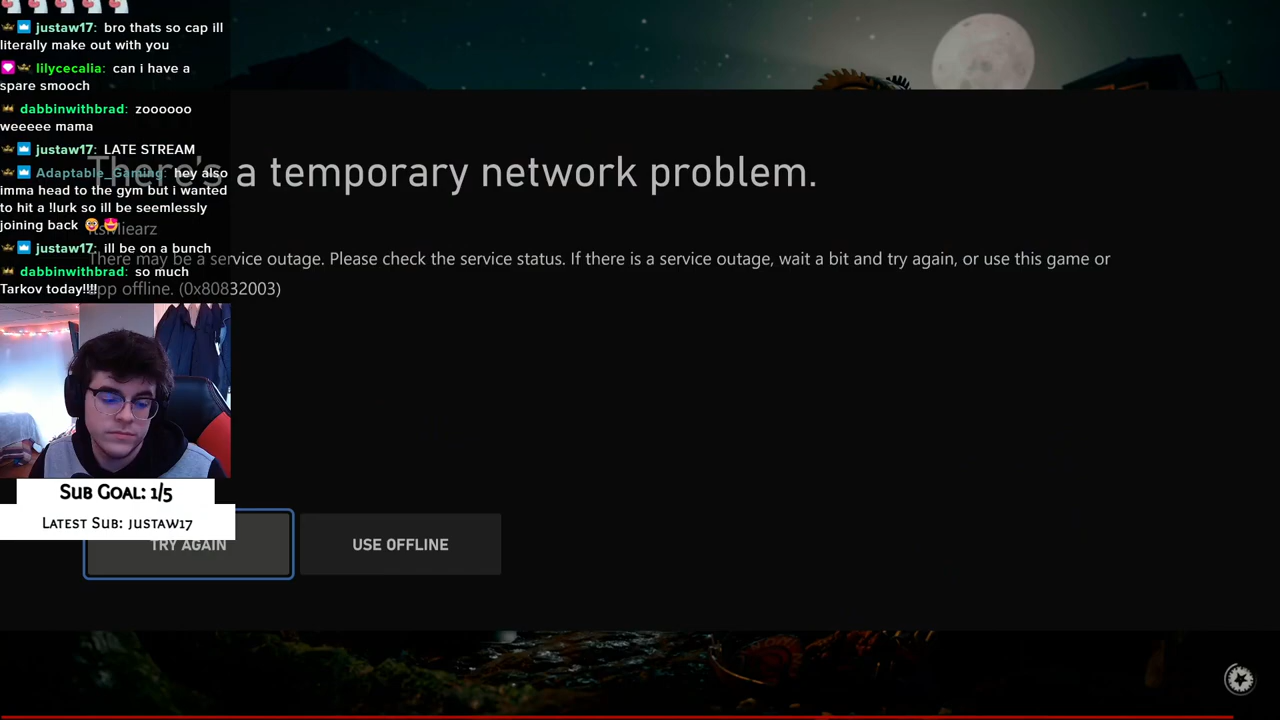 justaw17: bro thats so cap ill
literally make out with you
lilycecalia: can i have a
spare smooch
dabbinwithbrad: zoooooo
weeeee mama
justaw17: LATE STREAM
Adaptable_Gaming: hey also
imma head to the gym but i wanted
to hit a !lurk so ill be seemlessly
joining back
justaw17: ill be on a bunch
dabbinwithbrad: so much
Tarkov today!!!!
There's a temporary network problem.
ItsMiearz
There may be a service outage. Please check the service status. If there is a service outage, wait a bit and try again, or use this game or
app offline. (0x80832003)
SUB GOAL: 1/5
LATEST SUB: JUSTAW17
TRY AGAIN
USE OFFLINE